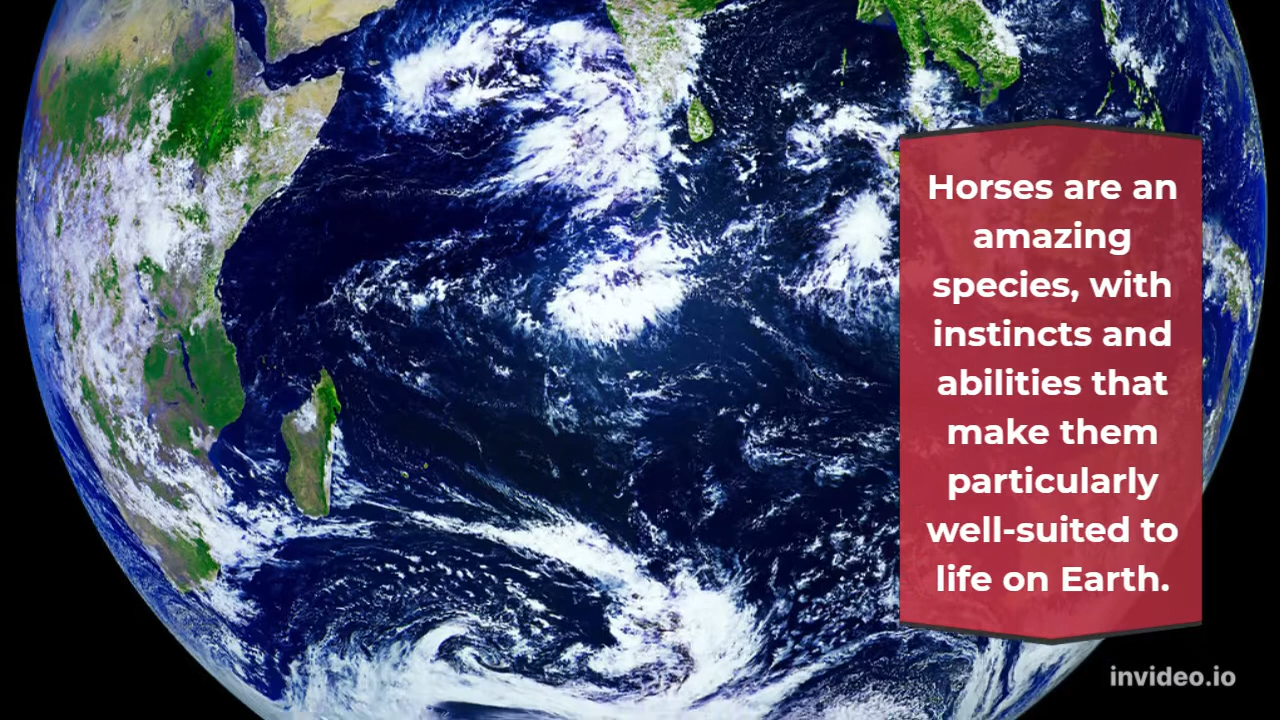 Horses are an
amazing
species, with
instincts and
abilities that
make them
particularly
well-suited to
life on Earth.
invideo.io